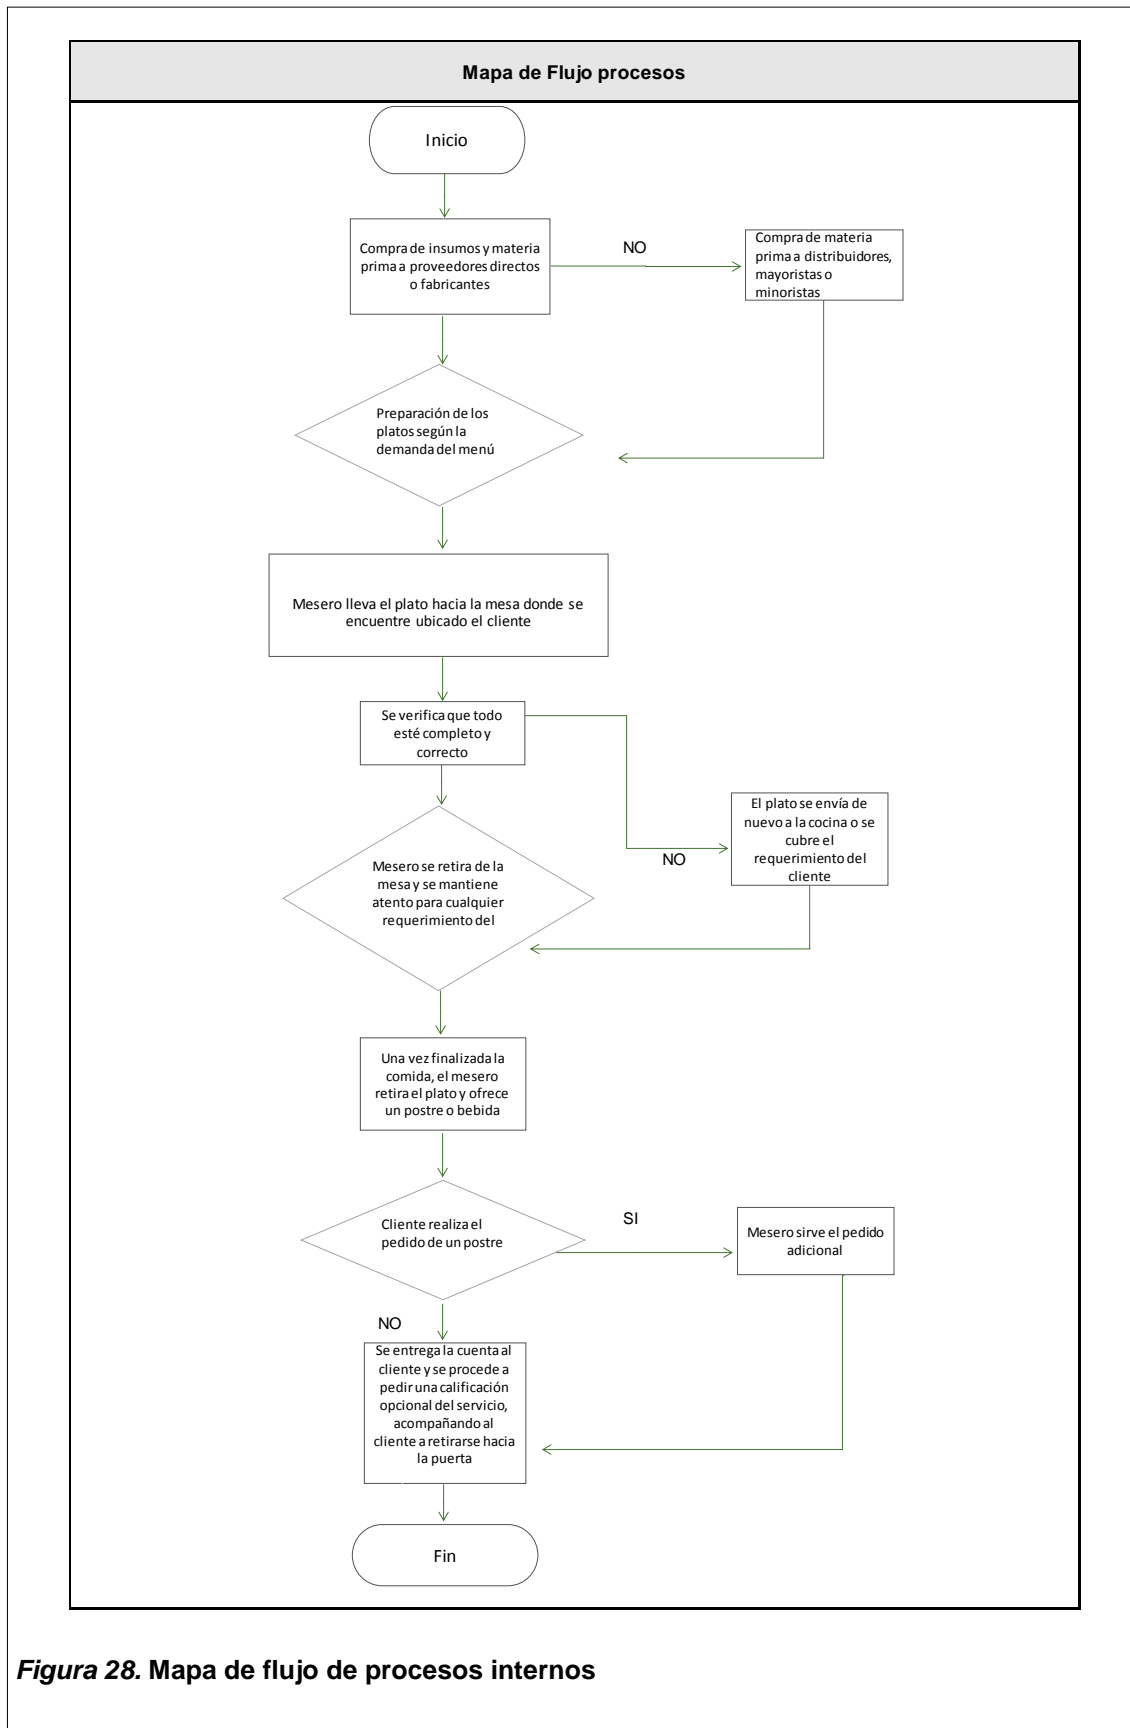 Mapa de Flujo procesos
Inicio
Compra de insumos y materia
prima a proveedores directos
o fabricantes
NO
Compra de materia
prima a distribuidores,
mayoristas o
minoristas
Preparación de los
platos según la
demanda del menú
Mesero lleva el plato hacia la mesa donde se
encuentre ubicado el cliente
Se verifica que todo
esté completo y
correcto
El plato se envía de
nuevo a la cocina o se
cubre el
requerimiento del
cliente
NO
Mesero se retira de la
mesa y se mantiene
atento para cualquier
requerimiento del
Una vez finalizada la
comida, el mesero
retira el plato y ofrece
un postre o bebida
Cliente realiza el
pedido de un postre
SI
Mesero sirve el pedido
adicional
NO
Se entrega la cuenta al
cliente y se procede a
pedir una calificación
opcional del servicio,
acompañando al
cliente a retirarse hacia
la puerta
Fin
Figura 28. Mapa de flujo de procesos internos